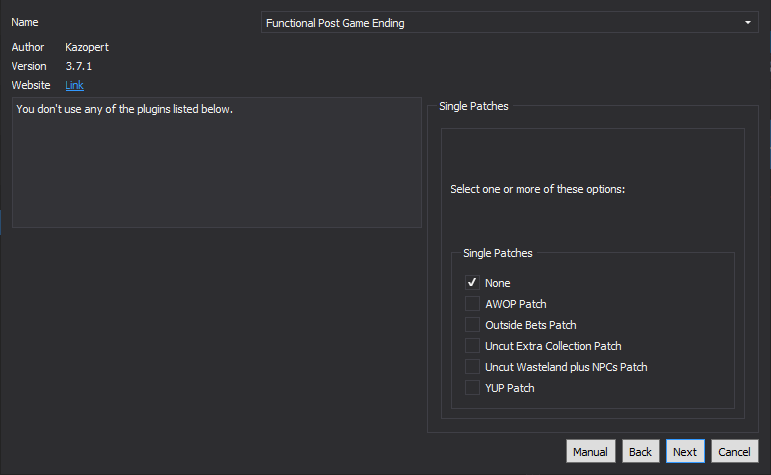 Name Functional Post Game Ending
Author Kazopert
Version 3.7.1
Website Link
You don't use any of the plugins listed below.
Single Patches
Select one or more of these options:
Single Patches
None
AWOP Patch
Outside Bets Patch
Uncut Extra Collection Patch
Uncut Wasteland plus NPCs Patch
YUP Patch
Manual Back Next Cancel